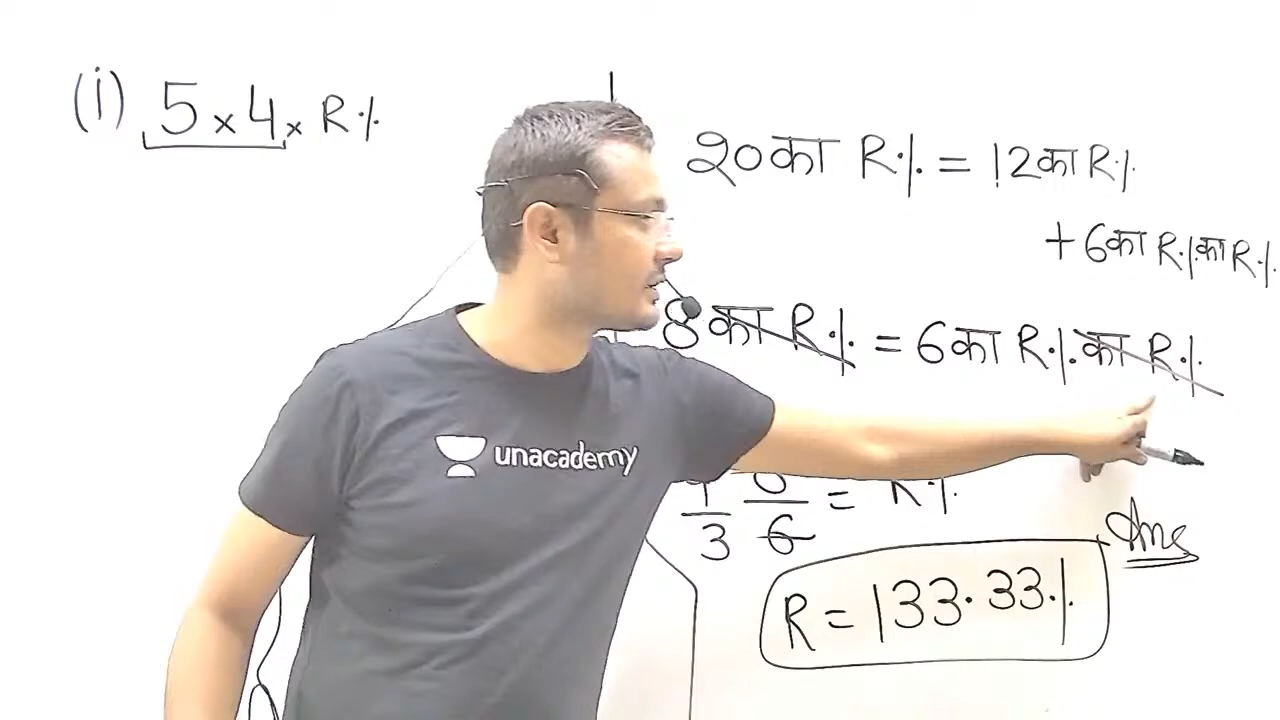 (i) 5 x 4 x R%
20 का R% = 12 का R%
+ 6 का R% का R%
8 का R% = 6 का R% का R%
unacademy
3 6 = R%
Ans
R = 133.33%